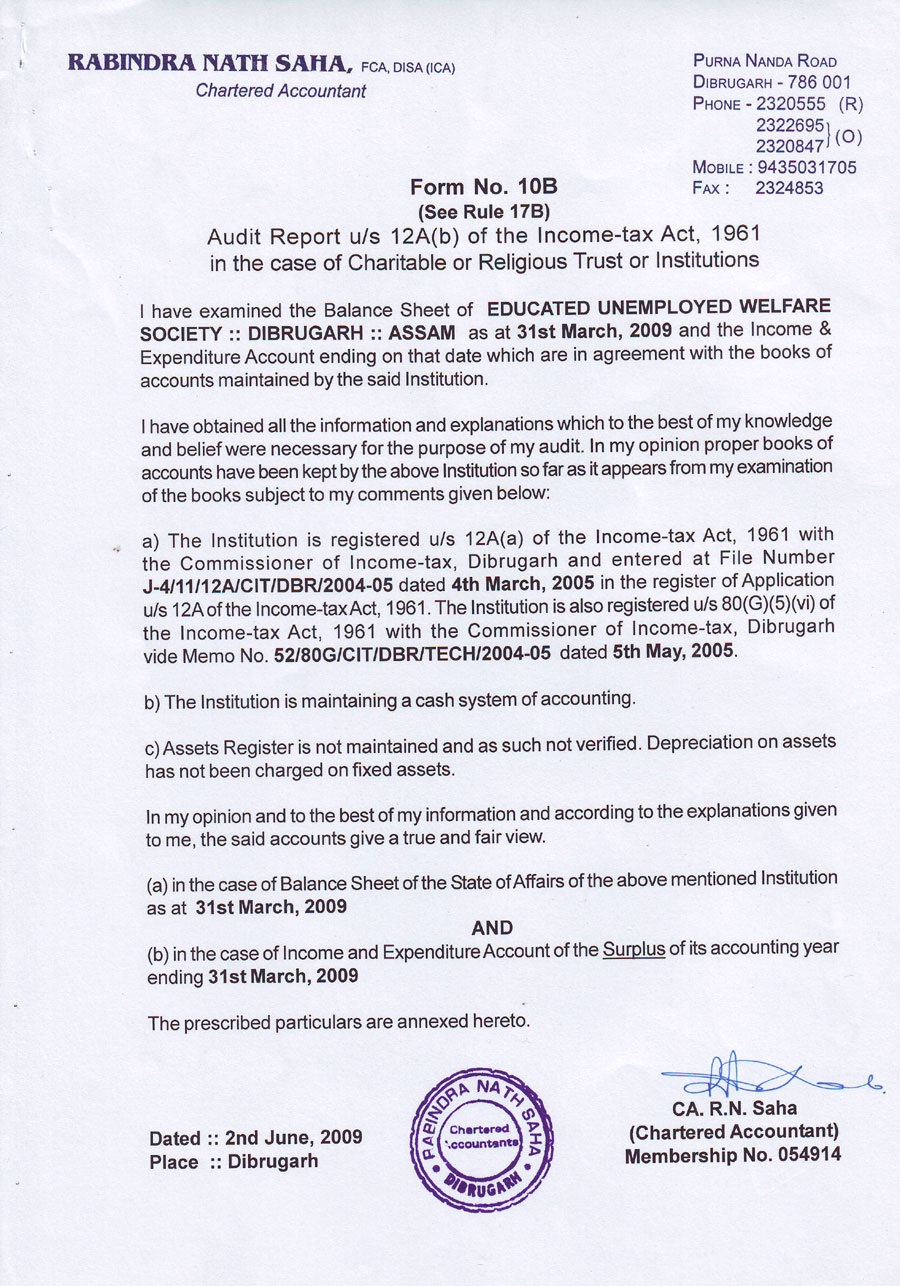 RABINDRA NATH SAHA, FCA, DISA (ICA)
Chartered Accountant
PURNA NANDA ROAD
DIBRUGARH - 786 001
PHONE - 2320555 (R)
2322695
2320847 } (O)
MOBILE : 9435031705
FAX : 2324853
Form No. 10B
(See Rule 17B)
Audit Report u/s 12A(b) of the Income-tax Act, 1961
in the case of Charitable or Religious Trust or Institutions
I have examined the Balance Sheet of EDUCATED UNEMPLOYED WELFARE
SOCIETY :: DIBRUGARH :: ASSAM as at 31st March, 2009 and the Income &
Expenditure Account ending on that date which are in agreement with the books of
accounts maintained by the said Institution.
I have obtained all the information and explanations which to the best of my knowledge
and belief were necessary for the purpose of my audit. In my opinion proper books of
accounts have been kept by the above Institution so far as it appears from my examination
of the books subject to my comments given below:
a) The Institution is registered u/s 12A(a) of the Income-tax Act, 1961 with
the Commissioner of Income-tax, Dibrugarh and entered at File Number
J-4/11/12A/CIT/DBR/2004-05 dated 4th March, 2005 in the register of Application
u/s 12A of the Income-tax Act, 1961. The Institution is also registered u/s 80(G)(5)(vi) of
the Income-tax Act, 1961 with the Commissioner of Income-tax, Dibrugarh
vide Memo No. 52/80G/CIT/DBR/TECH/2004-05 dated 5th May, 2005.
b) The Institution is maintaining a cash system of accounting.
c) Assets Register is not maintained and as such not verified. Depreciation on assets
has not been charged on fixed assets.
In my opinion and to the best of my information and according to the explanations given
to me, the said accounts give a true and fair view.
(a) in the case of Balance Sheet of the State of Affairs of the above mentioned Institution
as at 31st March, 2009
AND
(b) in the case of Income and Expenditure Account of the Surplus of its accounting year
ending 31st March, 2009
The prescribed particulars are annexed hereto.
Dated :: 2nd June, 2009
Place :: Dibrugarh
RABINDRA NATH SAHA
Chartered
Accountants
DIBRUGARH
CA. R.N. Saha
(Chartered Accountant)
Membership No. 054914